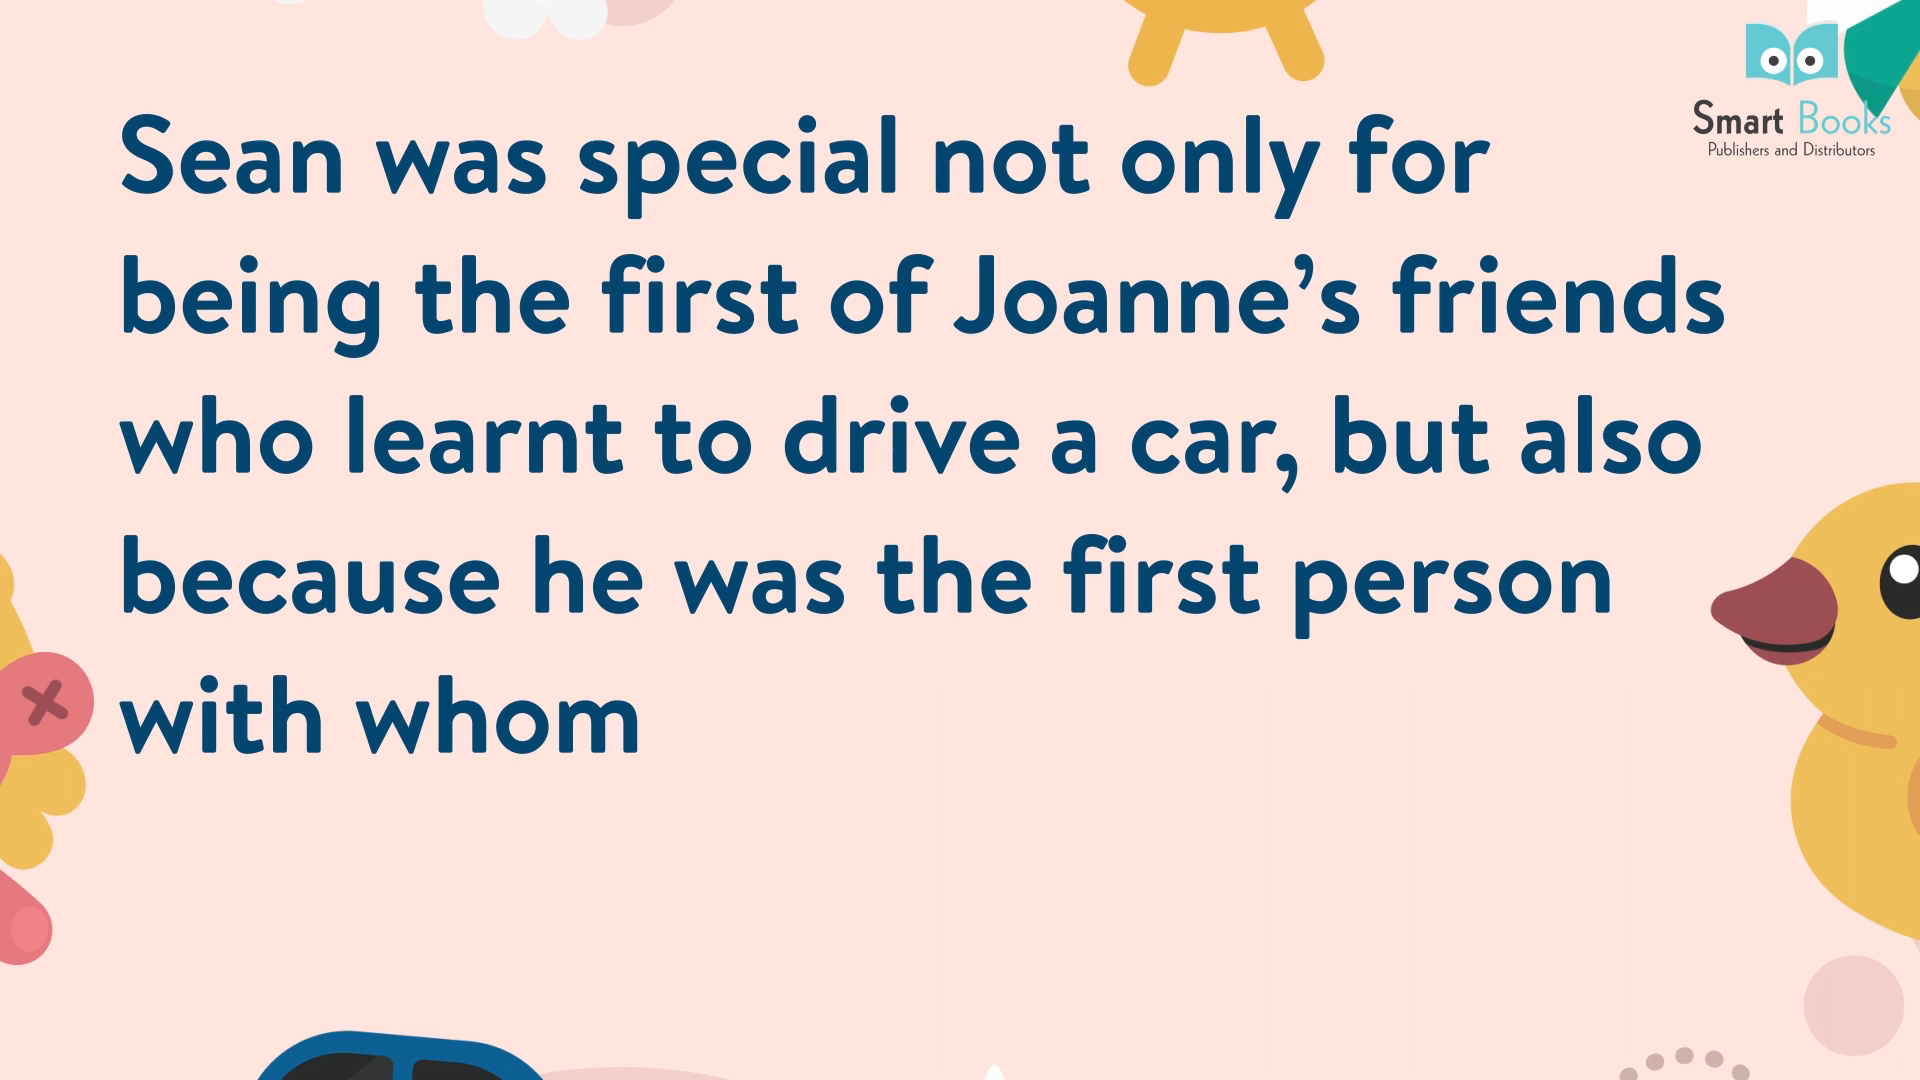 Smart Books
Publishers and Distributors
Sean was special not only for
being the first of Joanne’s friends
who learnt to drive a car, but also
because he was the first person
with whom